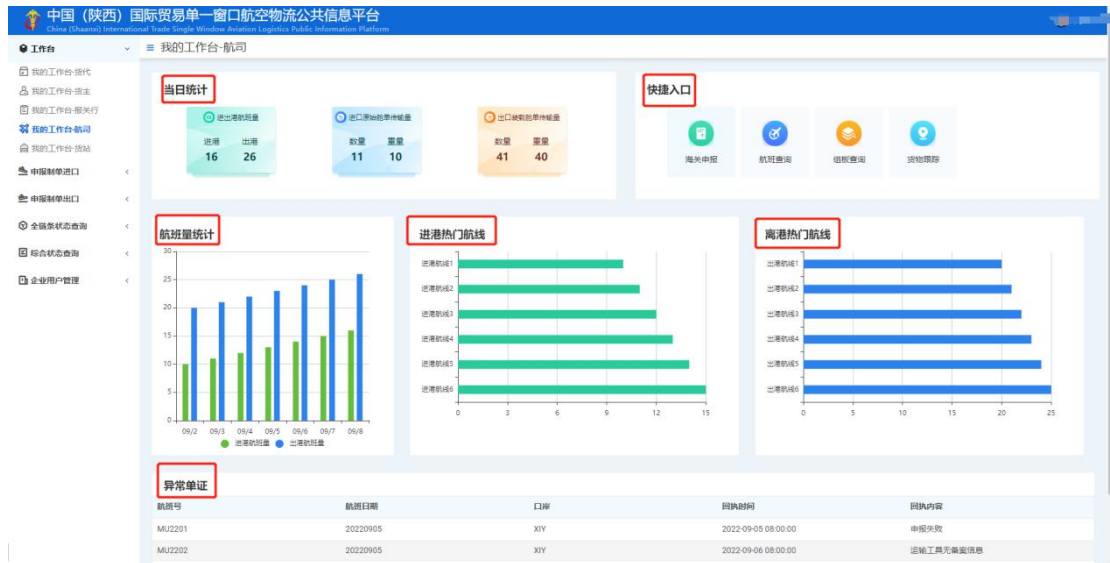 中国（陕西）国际贸易单一窗口航空物流公共信息平台
China (Shaanxi) International Trade Single Window Aviation Logistics Public Information Platform
工作台
我的工作台-航司
我的工作台-货代
我的工作台-货主
我的工作台-报关行
我的工作台-航司
我的工作台-货站
申报制单进口
申报制单出口
全链条状态查询
综合状态查询
企业用户管理
当日统计
进出港航班量
进港 出港
16 26
进口原始舱单传输量
数量 重量
11 10
出口预配舱单传输量
数量 重量
41 40
快捷入口
海关申报 航班查询 组板查询 货物跟踪
航班量统计
30
25
20
15
10
5
0
09/2 09/3 09/4 09/5 09/6 09/7 09/8
进港航班量 出港航班量
进港热门航线
进港航线1
进港航线2
进港航线3
进港航线4
进港航线5
进港航线6
0 3 6 9 12 15
离港热门航线
出港航线1
出港航线2
出港航线3
出港航线4
出港航线5
出港航线6
0 5 10 15 20 25
异常单证
航班号 航班日期 口岸 回执时间 回执内容
MU2201 20220905 XIY 2022-09-05 08:00:00 申报失败
MU2202 20220905 XIY 2022-09-06 08:00:00 运输工具无备案信息